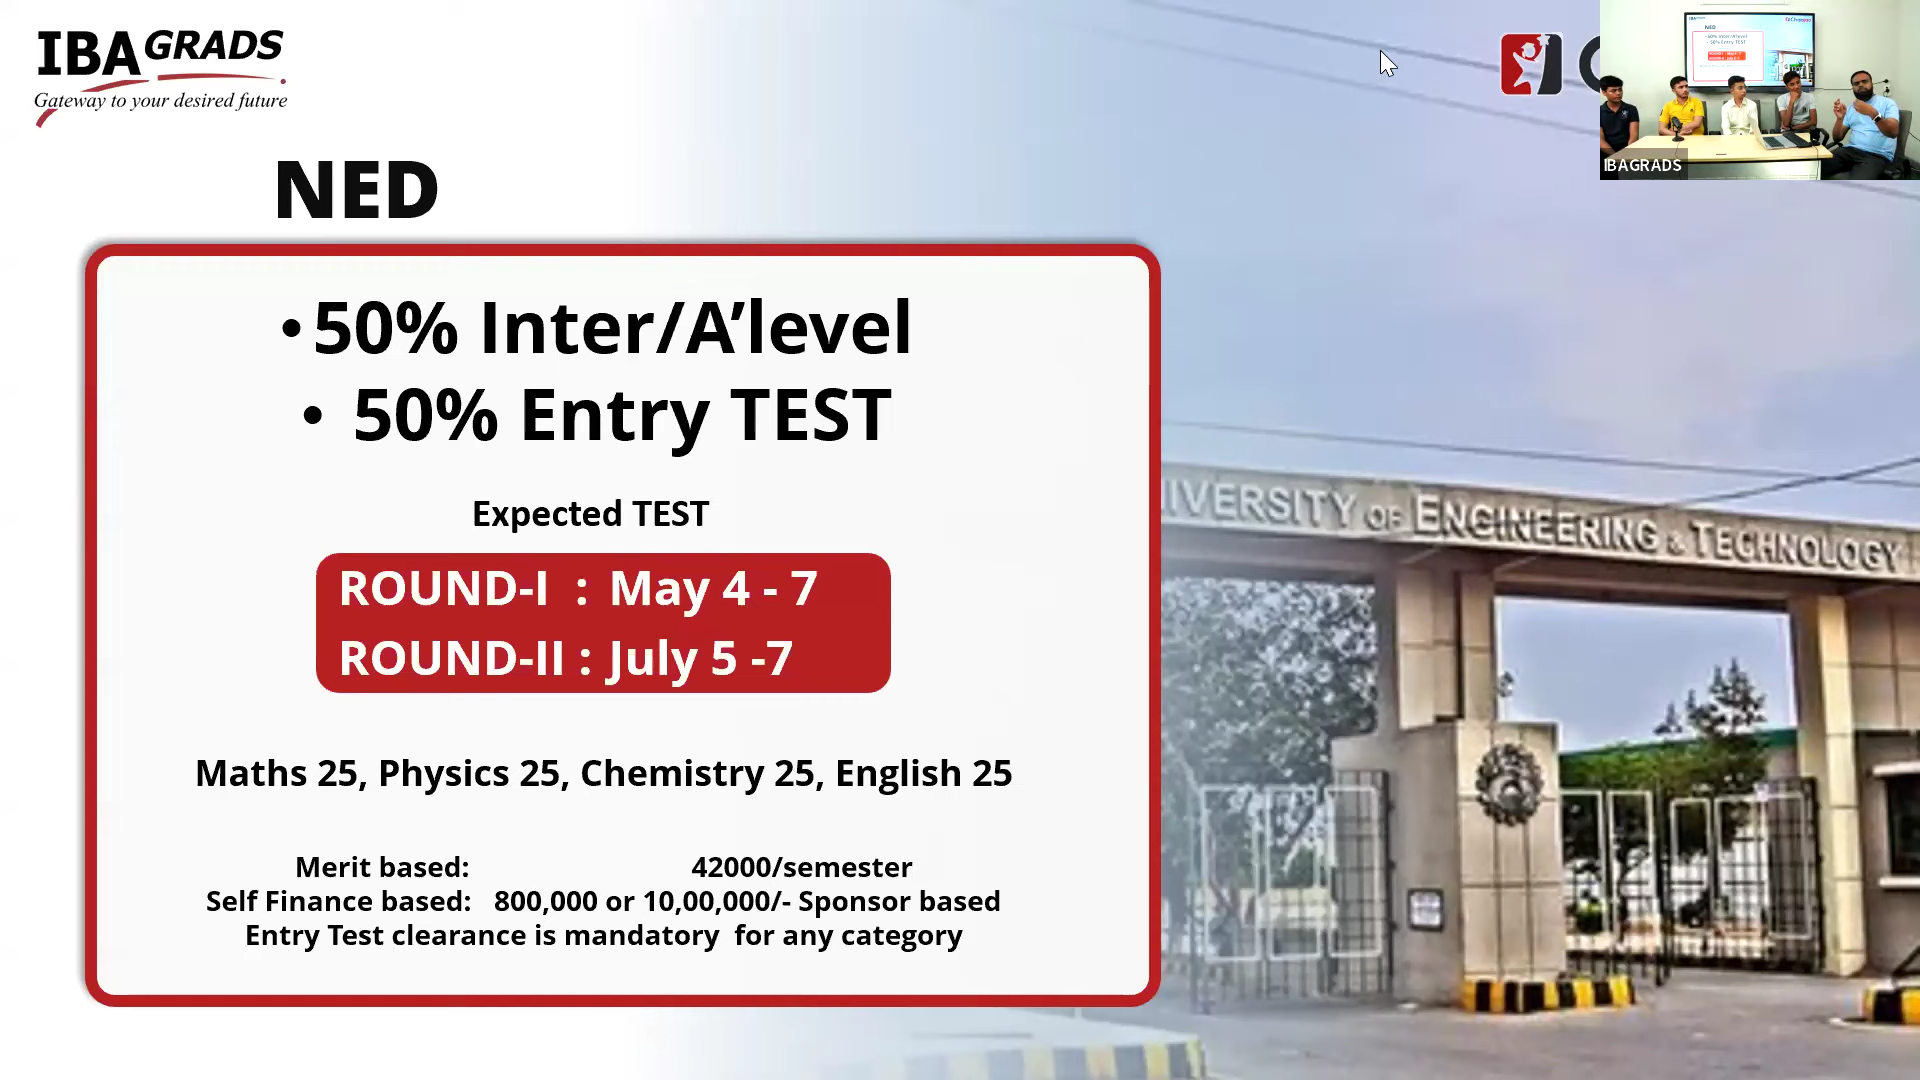 IBA GRADS
Gateway to your desired future
IBAGRADS
NED
• 50% Inter/A’level
• 50% Entry TEST
Expected TEST
ROUND-I : May 4 - 7
ROUND-II : July 5 -7
UNIVERSITY OF ENGINEERING & TECHNOLOGY
Maths 25, Physics 25, Chemistry 25, English 25
Merit based: 42000/semester
Self Finance based: 800,000 or 10,00,000/- Sponsor based
Entry Test clearance is mandatory for any category